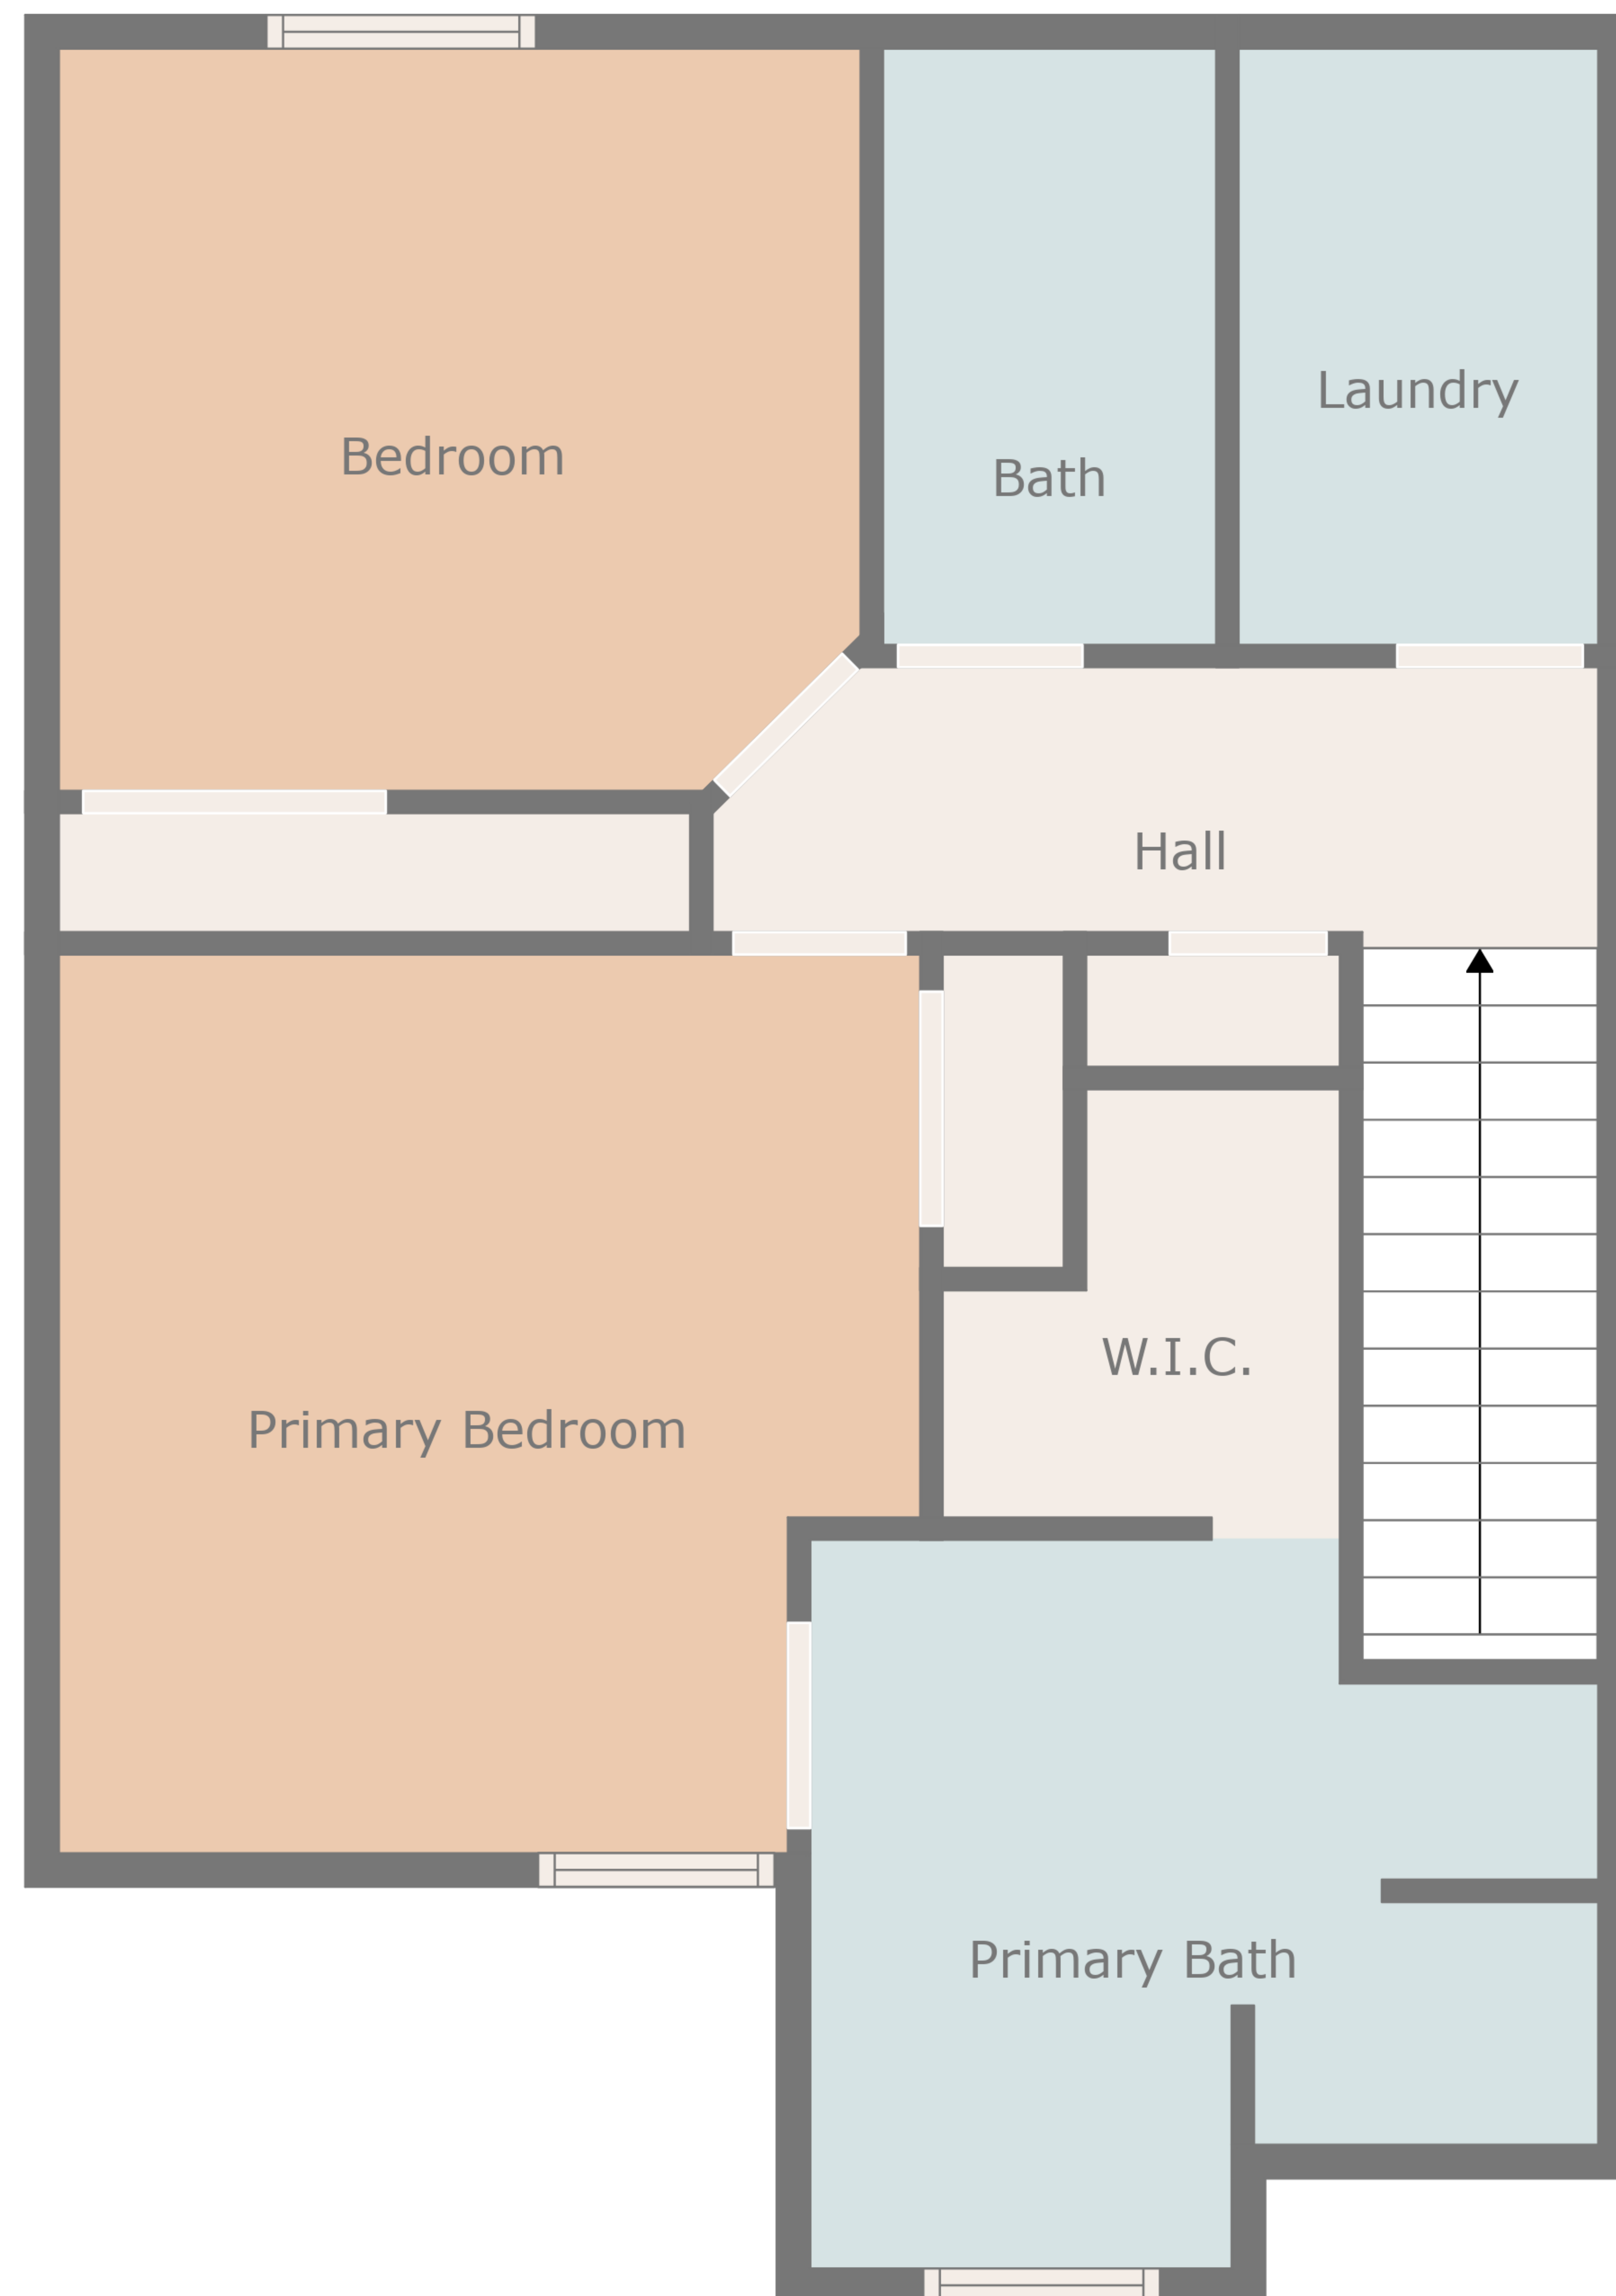 Laundry
Bedroom
Bath
Hall
W.I.C.
Primary Bedroom
Primary Bath